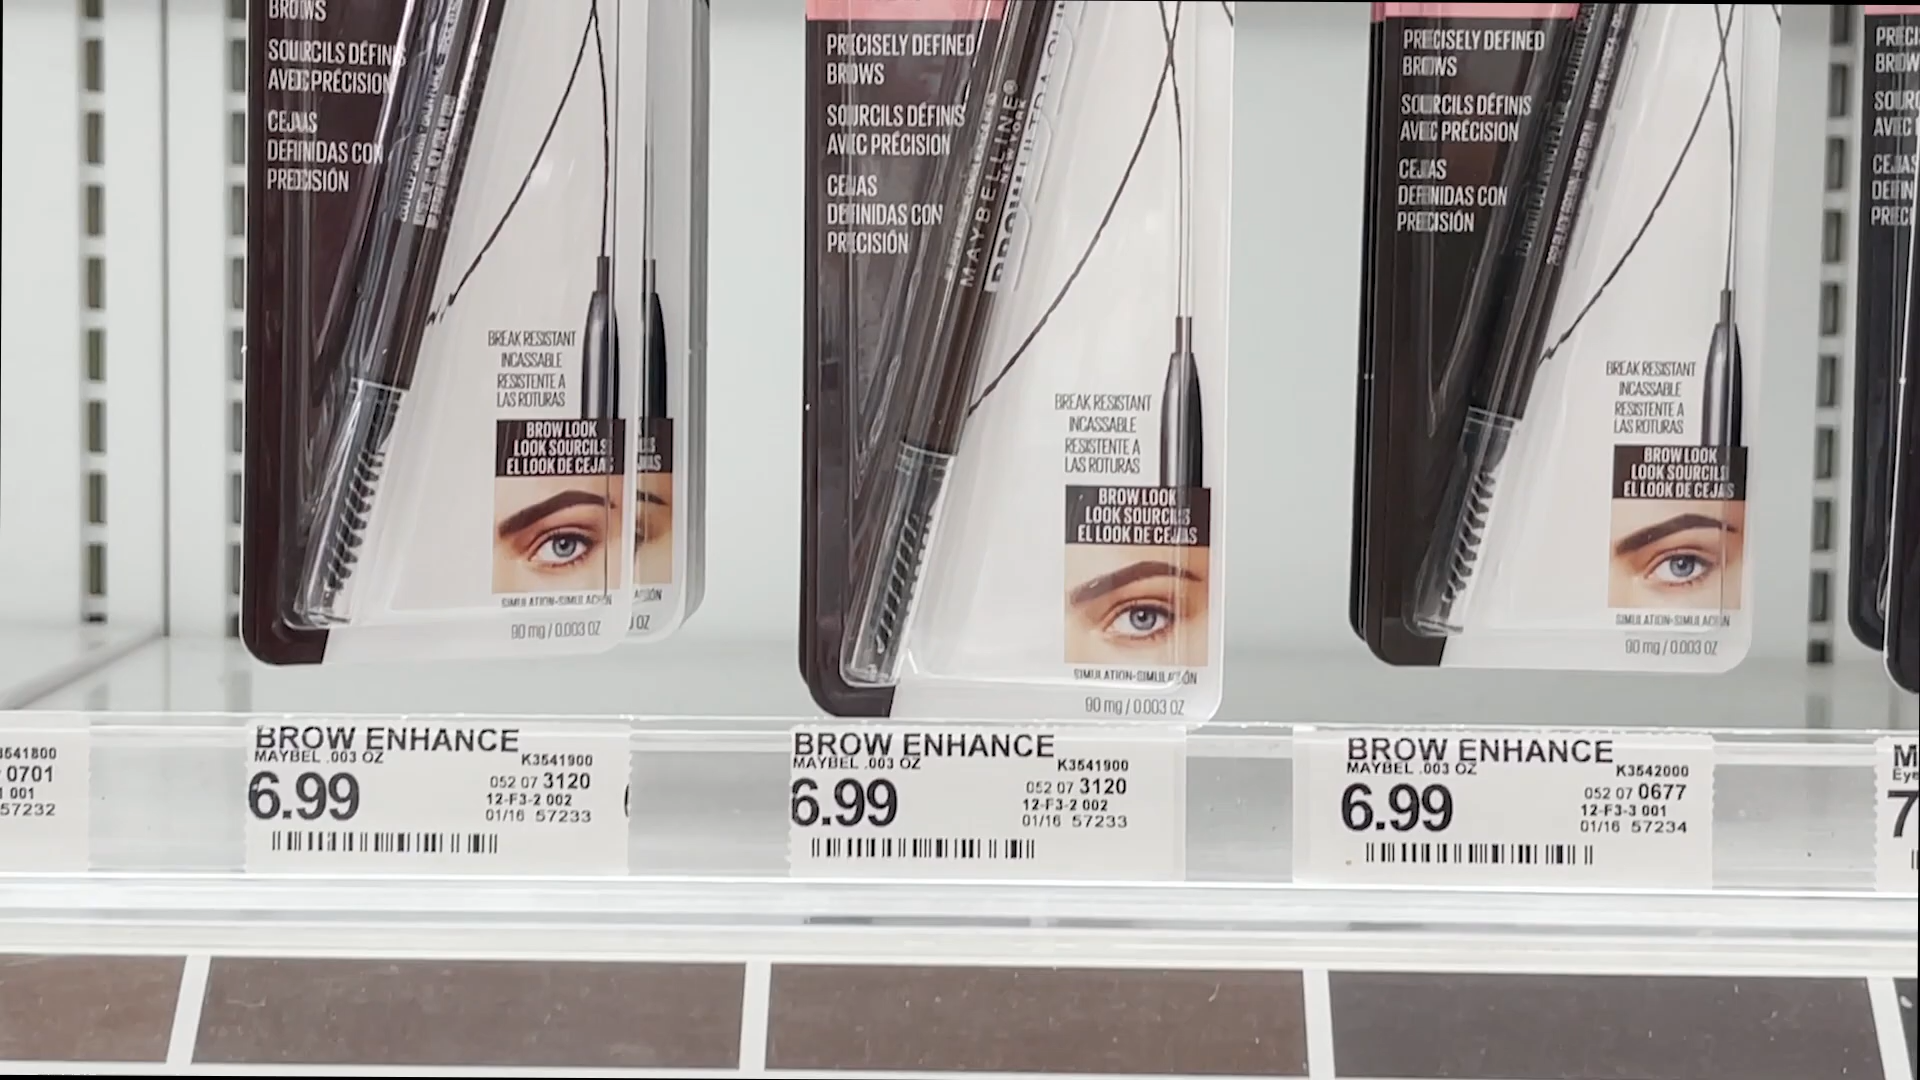 BROWS
SOURCILS DÉFINIS
AVEC PRÉCISION
CEJAS
DEFINIDAS CON
PRECISIÓN
BREAK RESISTANT
INCASSABLE
RESISTENTE A
LAS ROTURAS
BROW LOOK
LOOK SOURCILS
EL LOOK DE CEJAS
SIMULATION-SIMULACIÓN
90 mg / 0.003 OZ
OZ
PRECISELY DEFINED
BROWS
SOURCILS DÉFINIS
AVEC PRÉCISION
CEJAS
DEFINIDAS CON
PRECISIÓN
MAYBELLINE®
NEW YORK
BROW ULTRA SLIM
BREAK RESISTANT
INCASSABLE
RESISTENTE A
LAS ROTURAS
BROW LOOK
LOOK SOURCILS
EL LOOK DE CEJAS
SIMULATION-SIMULACIÓN
90 mg / 0.003 OZ
PRECISELY DEFINED
BROWS
SOURCILS DÉFINIS
AVEC PRÉCISION
CEJAS
DEFINIDAS CON
PRECISIÓN
BREAK RESISTANT
INCASSABLE
RESISTENTE A
LAS ROTURAS
BROW LOOK
LOOK SOURCILS
EL LOOK DE CEJAS
SIMULATION-SIMULACIÓN
90 mg / 0.003 OZ
3541800
0701
001
57232
BROW ENHANCE
MAYBEL .003 OZ
K3541900
6.99
052 07 3120
12-F3-2 002
01/16 57233
BROW ENHANCE
MAYBEL .003 OZ
K3541900
6.99
052 07 3120
12-F3-2 002
01/16 57233
BROW ENHANCE
MAYBEL .003 OZ
K3542000
6.99
052 07 0677
12-F3-3 001
01/16 57234
M
Eye
7